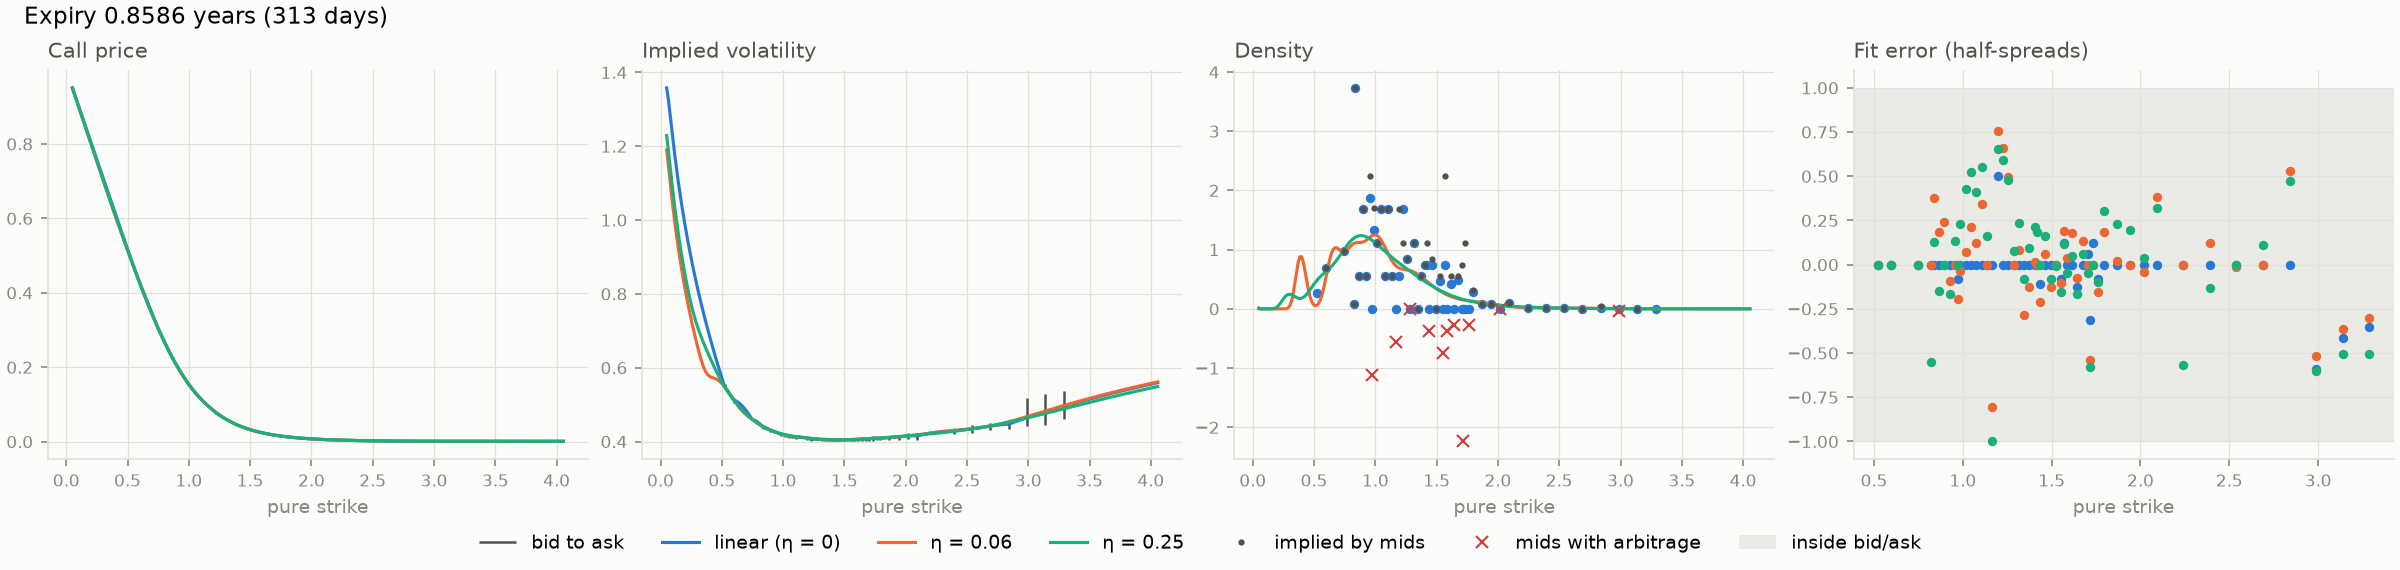 Expiry 0.8586 years (313 days)
Call price
0.8
0.6
0.4
0.2
0.0
0.0 0.5 1.0 1.5 2.0 2.5 3.0 3.5 4.0
pure strike
Implied volatility
1.4
1.2
1.0
0.8
0.6
0.4
0.0 0.5 1.0 1.5 2.0 2.5 3.0 3.5 4.0
pure strike
Density
4
3
2
1
0
−1
−2
0.0 0.5 1.0 1.5 2.0 2.5 3.0 3.5 4.0
pure strike
Fit error (half-spreads)
1.00
0.75
0.50
0.25
0.00
−0.25
−0.50
−0.75
−1.00
0.5 1.0 1.5 2.0 2.5 3.0
pure strike
bid to ask linear (η = 0) η = 0.06 η = 0.25 implied by mids mids with arbitrage inside bid/ask